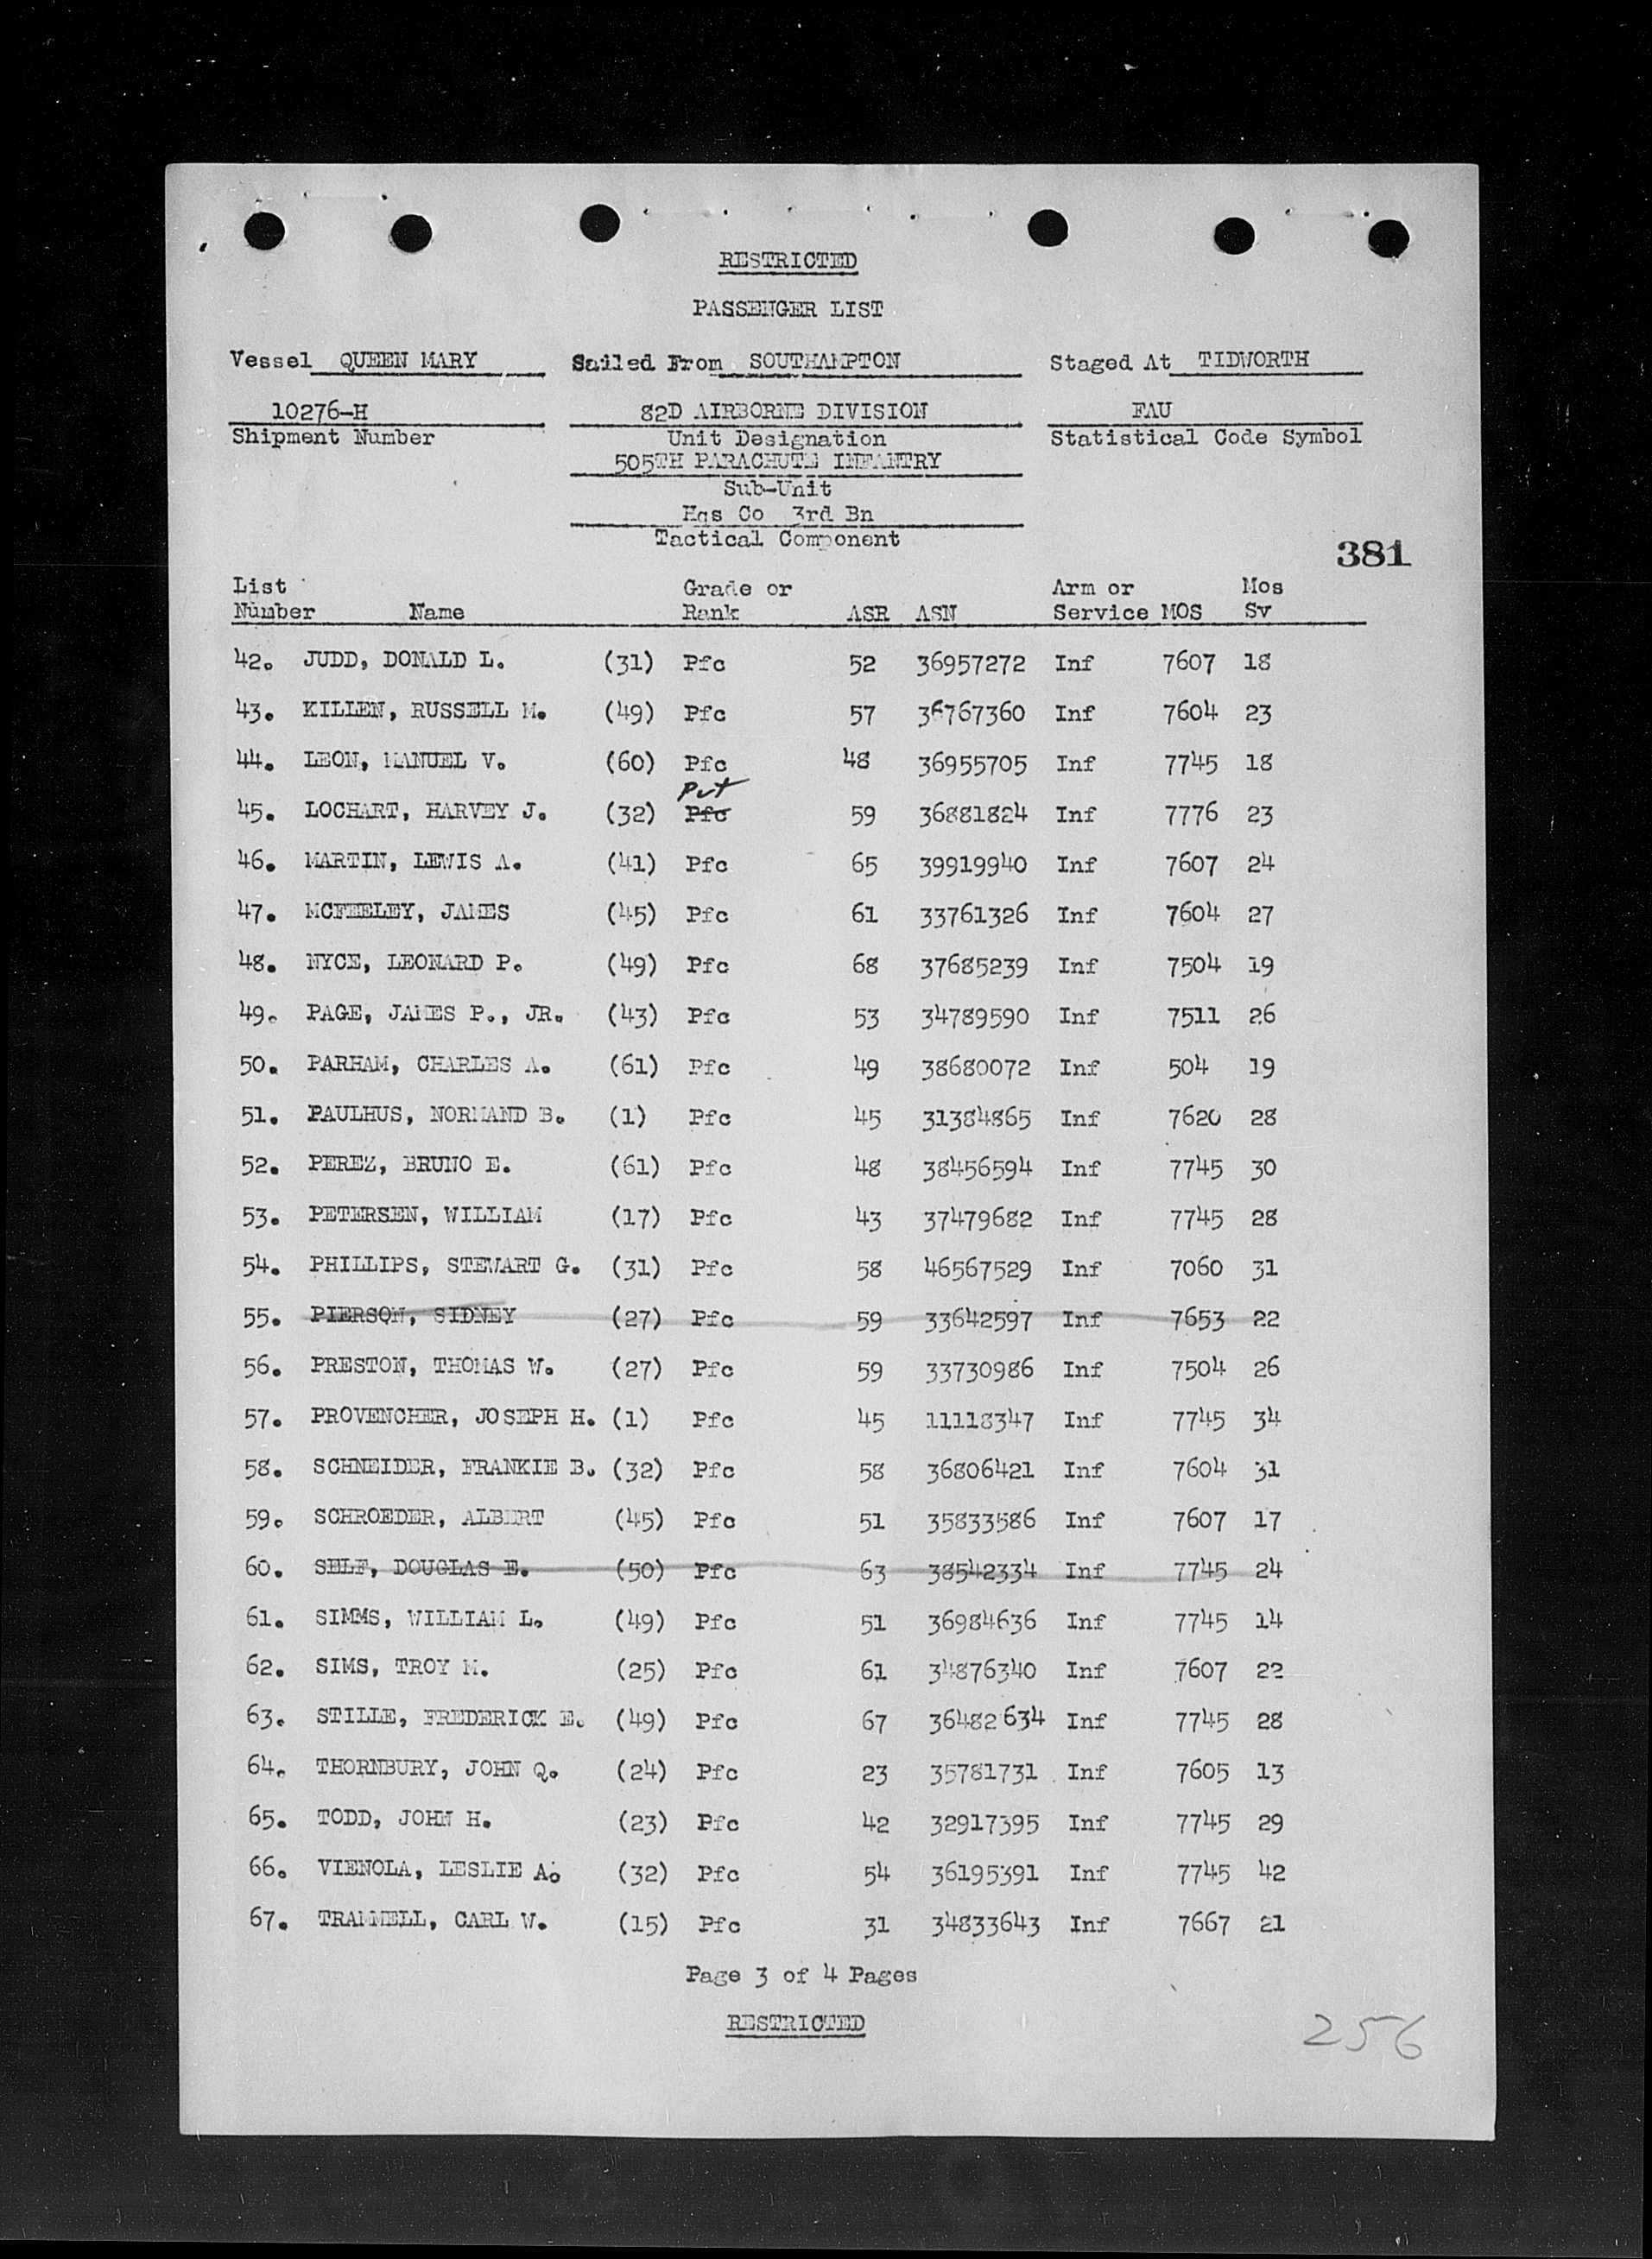 RESTRICTED
PASSENGER LIST
Vessel QUEEN MARY Sailed From SOUTHAMPTON Staged At TIDWORTH
10276-H 82D AIRBORNE DIVISION FAU
Shipment Number Unit Designation Statistical Code Symbol
505TH PARACHUTE INFANTRY
Sub-Unit
Hqs Co 3rd Bn
Tactical Component
381
List Grade or Arm or Mos
Number Name Rank ASR ASN Service MOS Sv
42. JUDD, DONALD L. (31) Pfc 52 36957272 Inf 7607 18
43. KILLEN, RUSSELL M. (49) Pfc 57 36767360 Inf 7604 23
44. LEON, MANUEL V. (60) Pfc 48 36955705 Inf 7745 18
Pvt
45. LOCHART, HARVEY J. (32) Pfc 59 36881824 Inf 7776 23
46. MARTIN, LEWIS A. (41) Pfc 65 39919940 Inf 7607 24
47. MCFEELEY, JAMES (45) Pfc 61 33761326 Inf 7604 27
48. NYCE, LEONARD P. (49) Pfc 68 37685239 Inf 7504 19
49. PAGE, JAMES P., JR. (43) Pfc 53 34789590 Inf 7511 26
50. PARHAM, CHARLES A. (61) Pfc 49 38680072 Inf 504 19
51. PAULHUS, NORMAND B. (1) Pfc 45 31384865 Inf 7620 28
52. PEREZ, BRUNO E. (61) Pfc 48 38456594 Inf 7745 30
53. PETERSEN, WILLIAM (17) Pfc 43 37479682 Inf 7745 28
54. PHILLIPS, STEWART G. (31) Pfc 58 46567529 Inf 7060 31
55. PIERSON, SIDNEY (27) Pfc 59 33642597 Inf 7653 22
56. PRESTON, THOMAS W. (27) Pfc 59 33730986 Inf 7504 26
57. PROVENCHER, JOSEPH H. (1) Pfc 45 11118347 Inf 7745 34
58. SCHNEIDER, FRANKIE B. (32) Pfc 58 36806421 Inf 7604 31
59. SCHROEDER, ALBERT (45) Pfc 51 35833586 Inf 7607 17
60. SELF, DOUGLAS E. (50) Pfc 63 38542334 Inf 7745 24
61. SIMMS, WILLIAM L. (49) Pfc 51 36984636 Inf 7745 14
62. SIMS, TROY M. (25) Pfc 61 34876340 Inf 7607 22
63. STILLE, FREDERICK E. (49) Pfc 67 36482634 Inf 7745 28
64. THORNBURY, JOHN Q. (24) Pfc 23 35781731 Inf 7605 13
65. TODD, JOHN H. (23) Pfc 42 32917395 Inf 7745 29
66. VIENOLA, LESLIE A. (32) Pfc 54 36195391 Inf 7745 42
67. TRAMMELL, CARL W. (15) Pfc 31 34833643 Inf 7667 21
Page 3 of 4 Pages
RESTRICTED
256